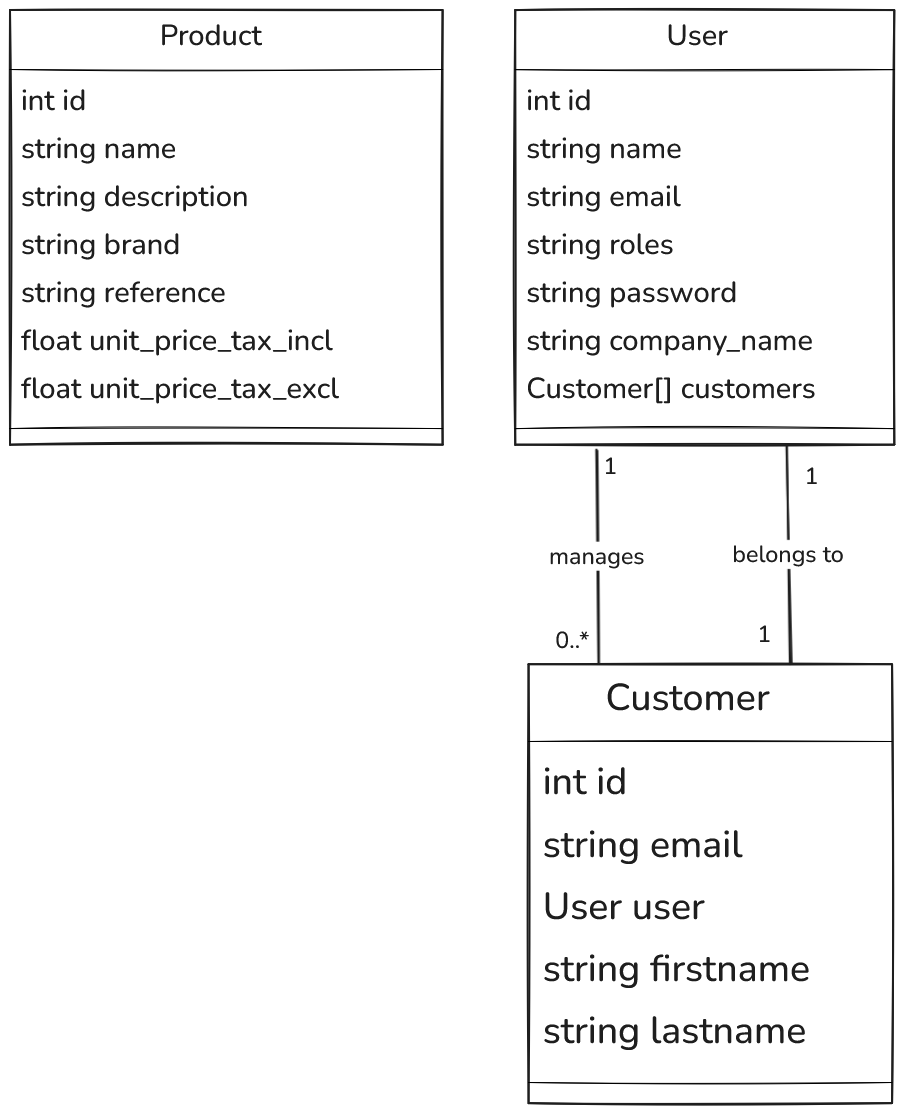 Product
int id
string name
string description
string brand
string reference
float unit_price_tax_incl
float unit_price_tax_excl
User
int id
string name
string email
string roles
string password
string company_name
Customer[] customers
1
1
manages
belongs to
0..*
1
Customer
int id
string email
User user
string firstname
string lastname